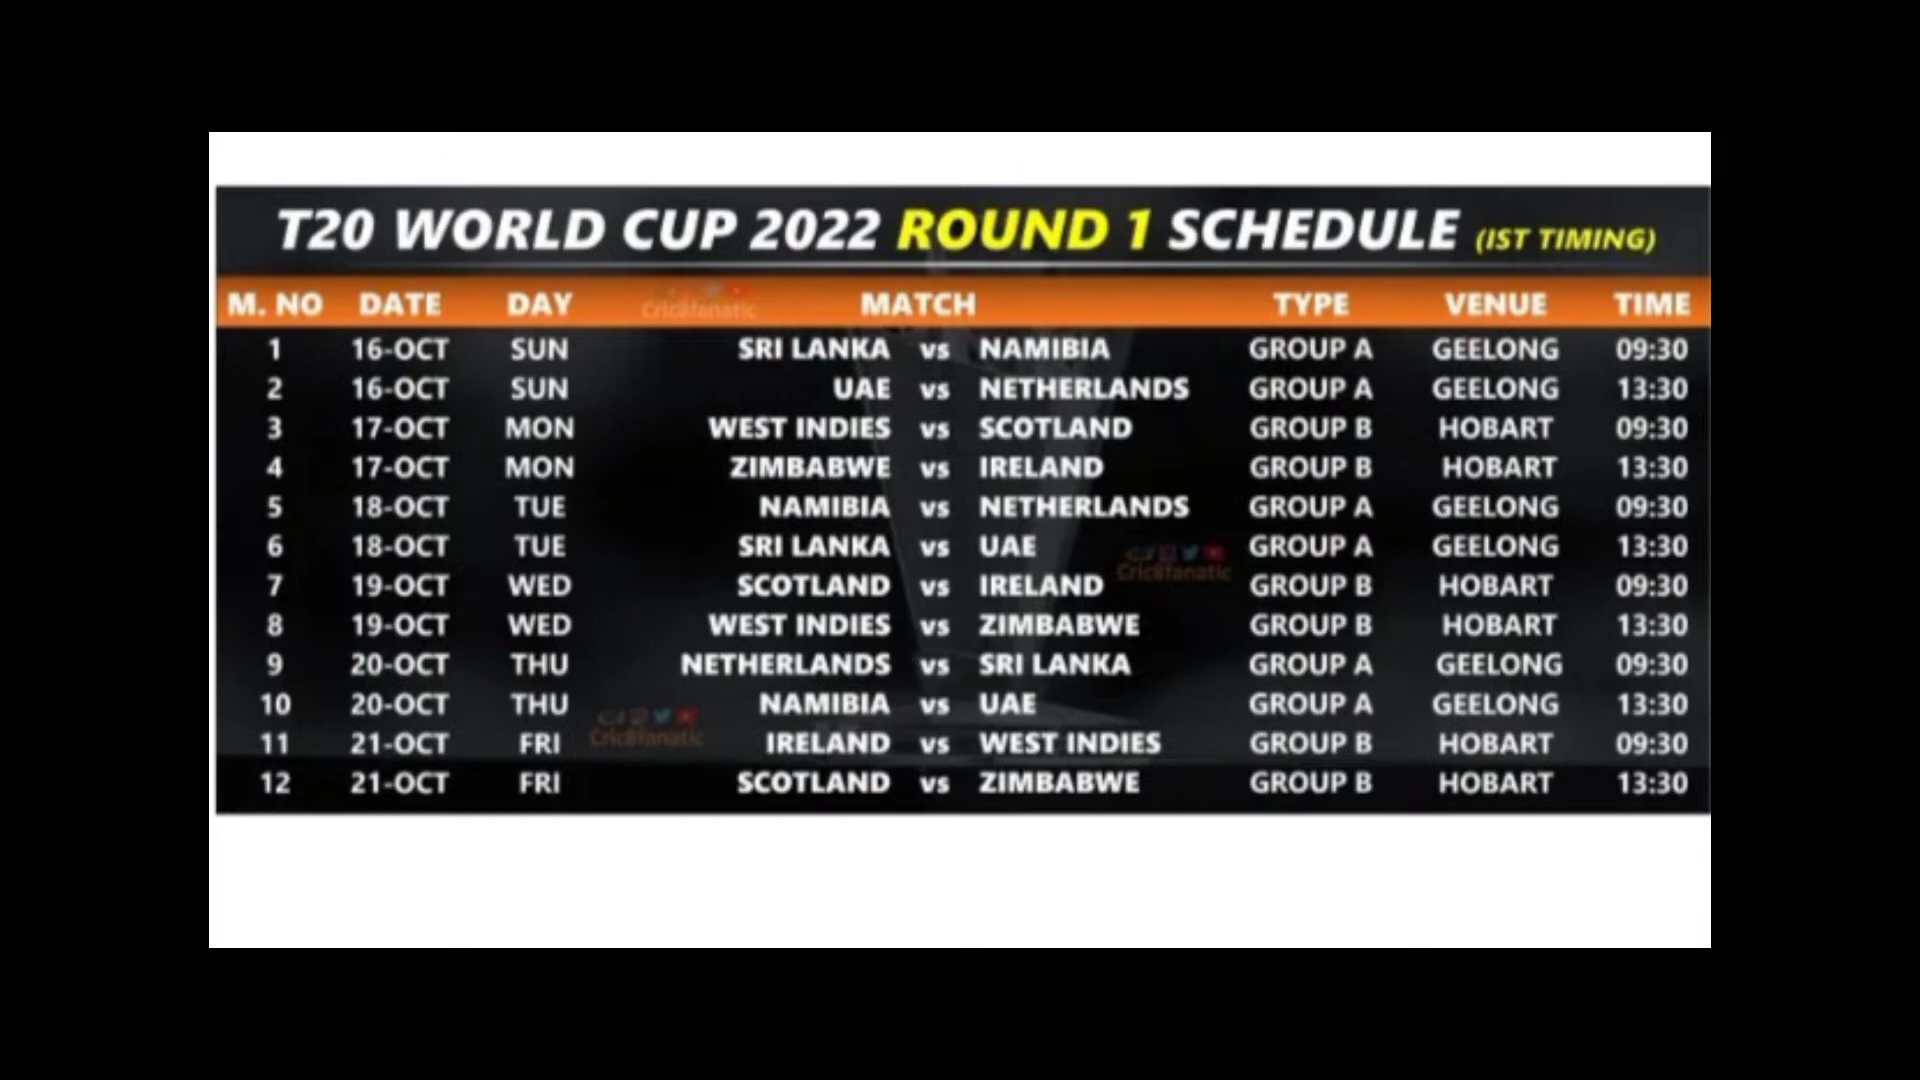 T20 WORLD CUP 2022 ROUND 1 SCHEDULE (IST TIMING)
M. NO DATE DAY MATCH TYPE VENUE TIME
1 16-OCT SUN SRI LANKA vs NAMIBIA GROUP A GEELONG 09:30
2 16-OCT SUN UAE vs NETHERLANDS GROUP A GEELONG 13:30
3 17-OCT MON WEST INDIES vs SCOTLAND GROUP B HOBART 09:30
4 17-OCT MON ZIMBABWE vs IRELAND GROUP B HOBART 13:30
5 18-OCT TUE NAMIBIA vs NETHERLANDS GROUP A GEELONG 09:30
6 18-OCT TUE SRI LANKA vs UAE GROUP A GEELONG 13:30
7 19-OCT WED SCOTLAND vs IRELAND GROUP B HOBART 09:30
8 19-OCT WED WEST INDIES vs ZIMBABWE GROUP B HOBART 13:30
9 20-OCT THU NETHERLANDS vs SRI LANKA GROUP A GEELONG 09:30
10 20-OCT THU NAMIBIA vs UAE GROUP A GEELONG 13:30
11 21-OCT FRI IRELAND vs WEST INDIES GROUP B HOBART 09:30
12 21-OCT FRI SCOTLAND vs ZIMBABWE GROUP B HOBART 13:30